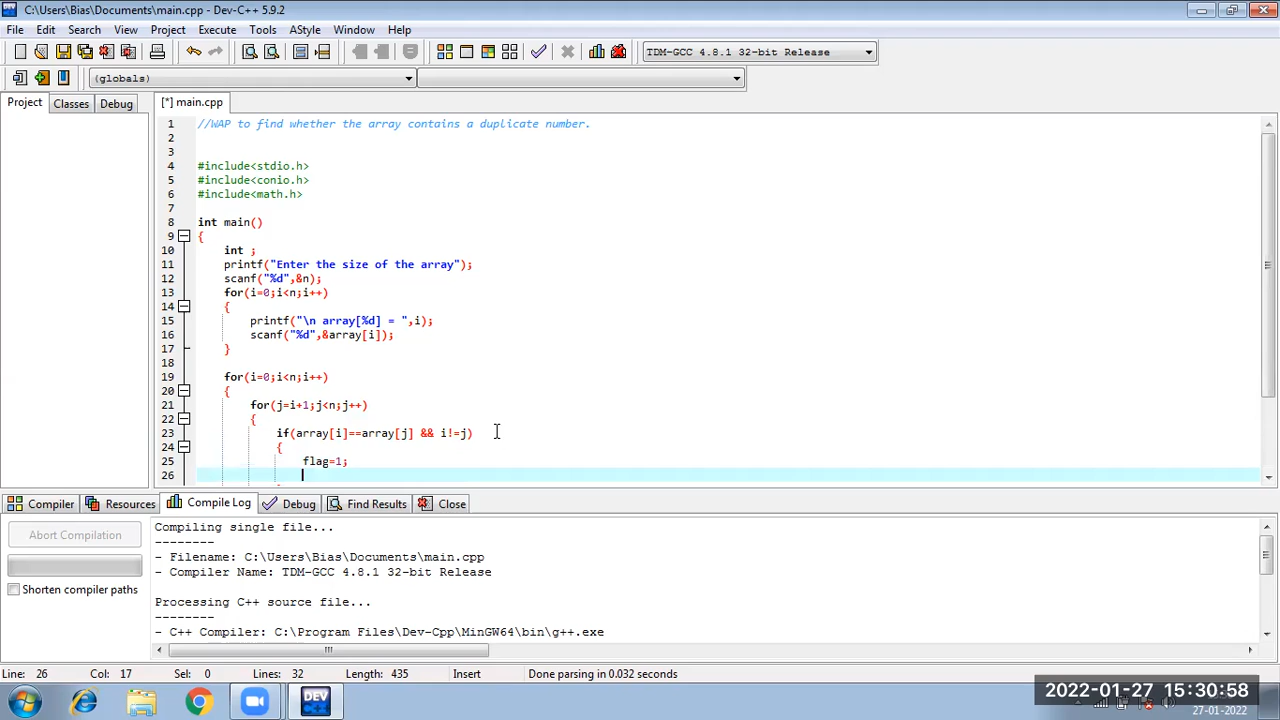 C:\Users\Bias\Documents\main.cpp - Dev-C++ 5.9.2
File Edit Search View Project Execute Tools AStyle Window Help
TDM-GCC 4.8.1 32-bit Release
(globals)
Project Classes Debug [*] main.cpp
1 //WAP to find whether the array contains a duplicate number.
2
3
4 #include<stdio.h>
5 #include<conio.h>
6 #include<math.h>
7
8 int main()
9 {
10 int ;
11 printf("Enter the size of the array");
12 scanf("%d",&n);
13 for(i=0;i<n;i++)
14 {
15 printf("\n array[%d] = ",i);
16 scanf("%d",&array[i]);
17 }
18
19 for(i=0;i<n;i++)
20 {
21 for(j=i+1;j<n;j++)
22 {
23 if(array[i]==array[j] && i!=j)
24 {
25 flag=1;
26
Compiler Resources Compile Log Debug Find Results Close
Abort Compilation
Shorten compiler paths
Compiling single file...
--------
- Filename: C:\Users\Bias\Documents\main.cpp
- Compiler Name: TDM-GCC 4.8.1 32-bit Release
Processing C++ source file...
--------
- C++ Compiler: C:\Program Files\Dev-Cpp\MinGW64\bin\g++.exe
Line: 26 Col: 17 Sel: 0 Lines: 32 Length: 435 Insert Done parsing in 0.032 seconds
DEV
2022-01-27 15:30:58
27-01-2022